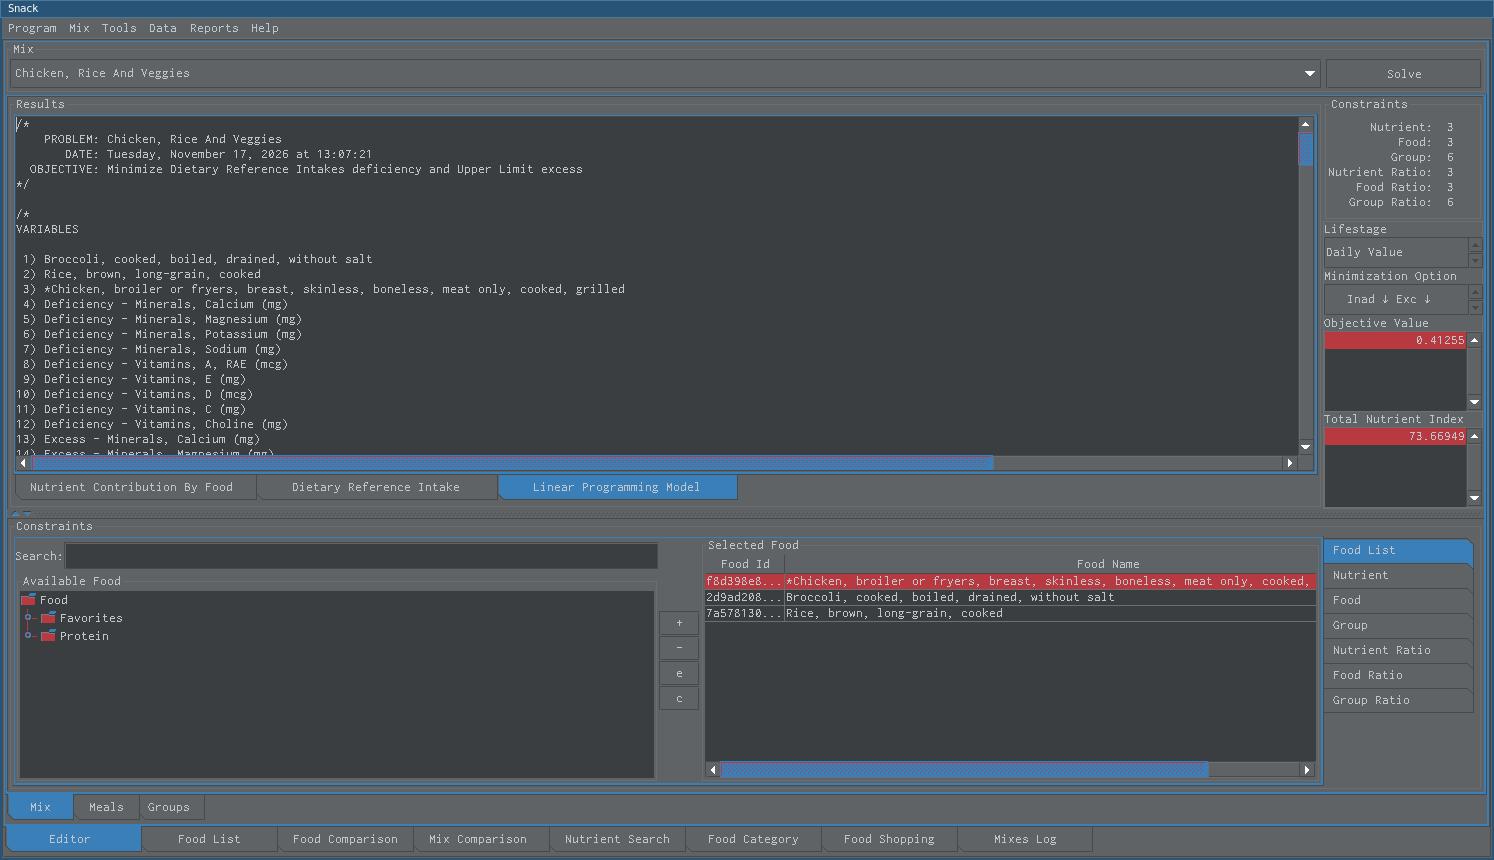 Snack
Program Mix Tools Data Reports Help
Mix
Chicken, Rice And Veggies
Solve
Results
/*
PROBLEM: Chicken, Rice And Veggies
DATE: Tuesday, November 17, 2026 at 13:07:21
OBJECTIVE: Minimize Dietary Reference Intakes deficiency and Upper Limit excess
*/
/*
VARIABLES
1) Broccoli, cooked, boiled, drained, without salt
2) Rice, brown, long-grain, cooked
3) *Chicken, broiler or fryers, breast, skinless, boneless, meat only, cooked, grilled
4) Deficiency - Minerals, Calcium (mg)
5) Deficiency - Minerals, Magnesium (mg)
6) Deficiency - Minerals, Potassium (mg)
7) Deficiency - Minerals, Sodium (mg)
8) Deficiency - Vitamins, A, RAE (mcg)
9) Deficiency - Vitamins, E (mg)
10) Deficiency - Vitamins, D (mcg)
11) Deficiency - Vitamins, C (mg)
12) Deficiency - Vitamins, Choline (mg)
13) Excess - Minerals, Calcium (mg)
14) Excess - Minerals, Magnesium (mg)
Nutrient Contribution By Food
Dietary Reference Intake
Linear Programming Model
Constraints
Nutrient: 3
Food: 3
Group: 6
Nutrient Ratio: 3
Food Ratio: 3
Group Ratio: 6
Lifestage
Daily Value
Minimization Option
Inad ↓ Exc ↓
Objective Value
0.41255
Total Nutrient Index
73.66949
Constraints
Search:
Available Food
Food
Favorites
Protein
+
-
e
c
Selected Food
Food Id Food Name
f8d398e8... *Chicken, broiler or fryers, breast, skinless, boneless, meat only, cooked,
2d9ad208... Broccoli, cooked, boiled, drained, without salt
7a578130... Rice, brown, long-grain, cooked
Food List
Nutrient
Food
Group
Nutrient Ratio
Food Ratio
Group Ratio
Mix Meals Groups
Editor Food List Food Comparison Mix Comparison Nutrient Search Food Category Food Shopping Mixes Log